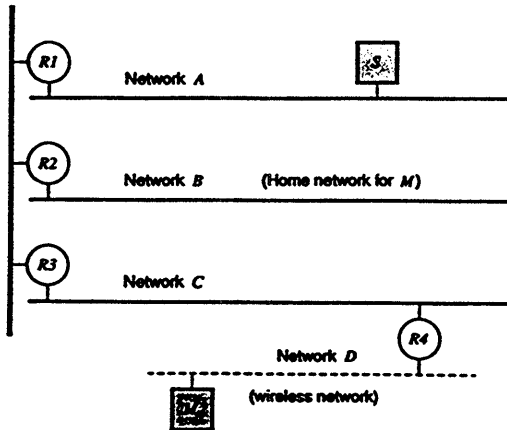 R1
Network A
S
R2
Network B (Home network for M)
R3
Network C
R4
Network D
(wireless network)
M